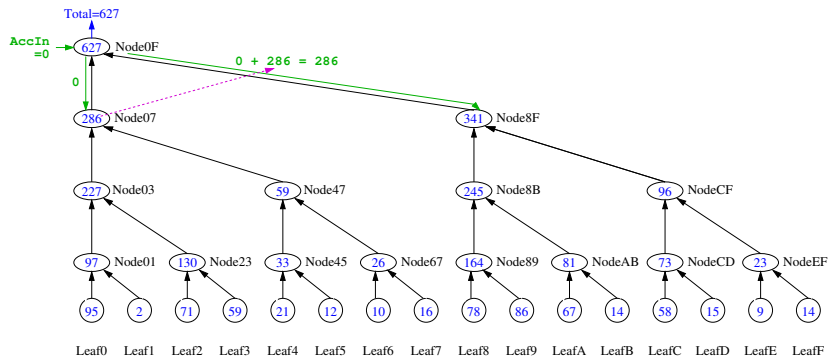 Total=627
AccIn
=0
627 Node0F
0 + 286 = 286
0
286 Node07 341 Node8F
227 Node03 59 Node47 245 Node8B 96 NodeCF
97 Node01 130 Node23 33 Node45 26 Node67 164 Node89 81 NodeAB 73 NodeCD 23 NodeEF
95 2 71 59 21 12 10 16 78 86 67 14 58 15 9 14
Leaf0 Leaf1 Leaf2 Leaf3 Leaf4 Leaf5 Leaf6 Leaf7 Leaf8 Leaf9 LeafA LeafB LeafC LeafD LeafE LeafF